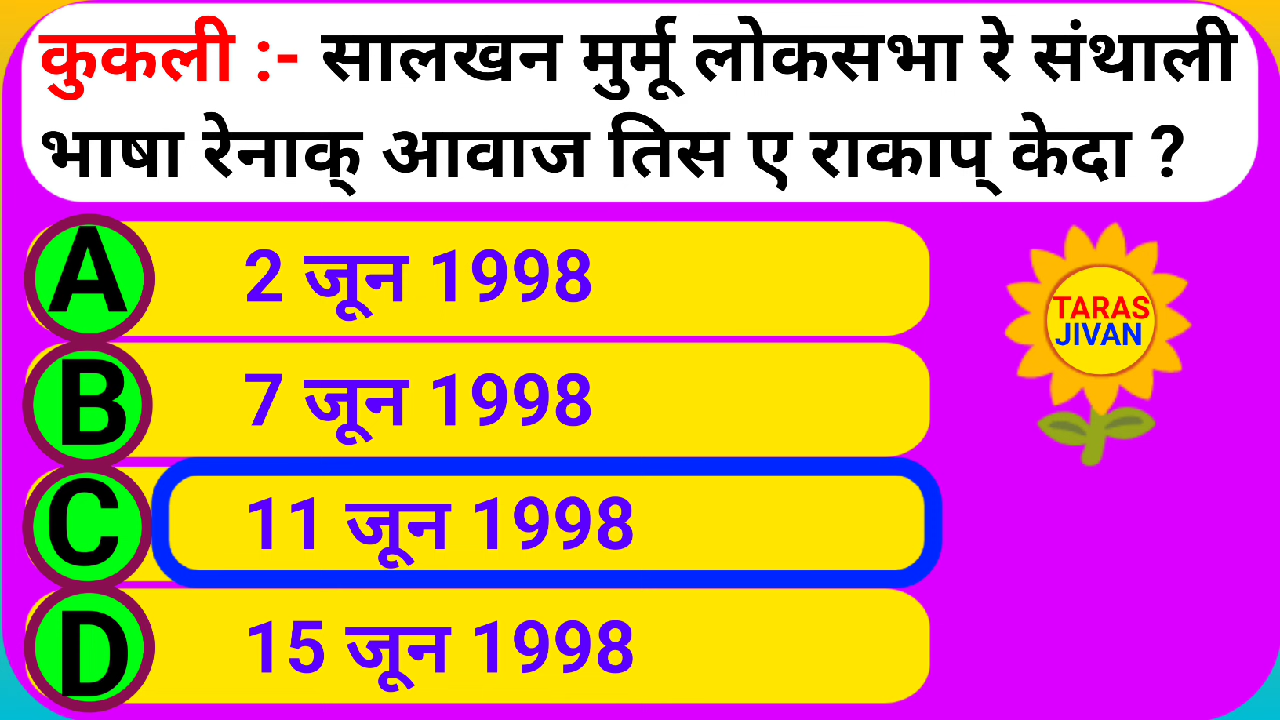 कुकली :- सालखन मुर्मू लोकसभा रे संथाली
भाषा रेनाक् आवाज तिस ए राकाप् केदा ?
A 2 जून 1998
B 7 जून 1998
C 11 जून 1998
D 15 जून 1998
TARAS
JIVAN